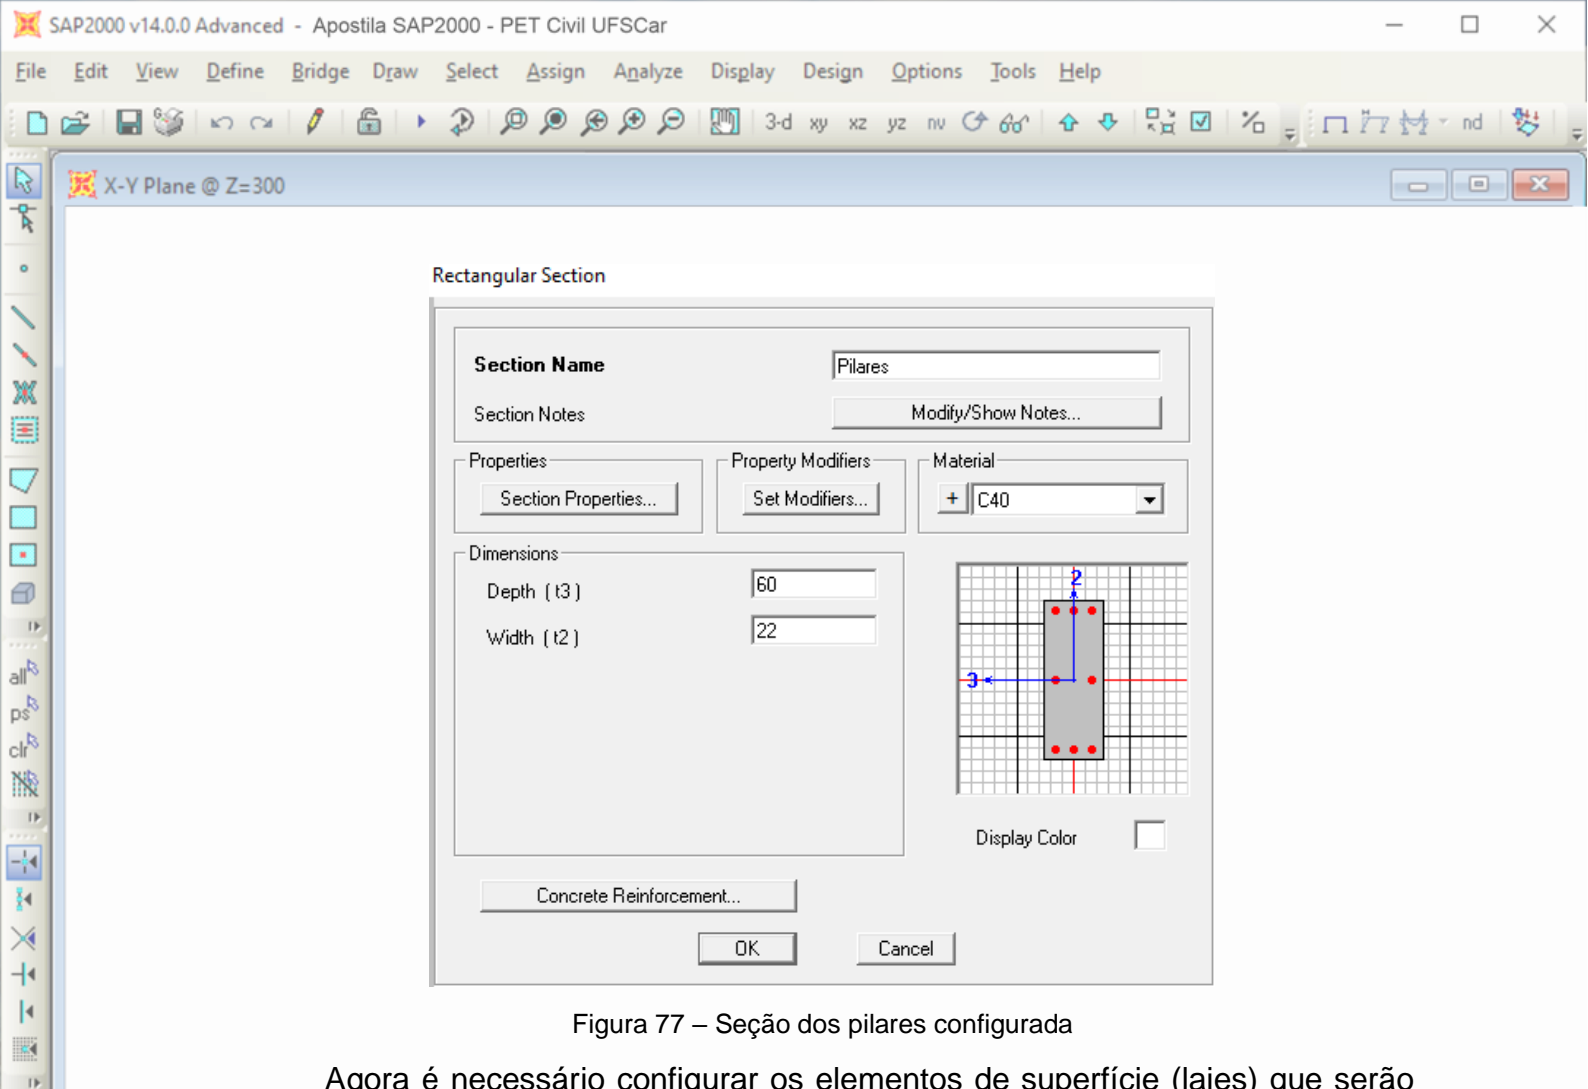 SAP2000 v14.0.0 Advanced - Apostila SAP2000 - PET Civil UFSCar
File Edit View Define Bridge Draw Select Assign Analyze Display Design Options Tools Help
3-d xy xz yz nv nd
X-Y Plane @ Z=300
all
ps
clr
Rectangular Section
Section Name
Pilares
Section Notes
Modify/Show Notes...
Properties
Section Properties...
Property Modifiers
Set Modifiers...
Material
+ C40
Dimensions
Depth ( t3 )
60
Width ( t2 )
22
2
3
Display Color
Concrete Reinforcement...
OK
Cancel
Figura 77 – Seção dos pilares configurada
Agora é necessário configurar os elementos de superfície (lajes) que serão